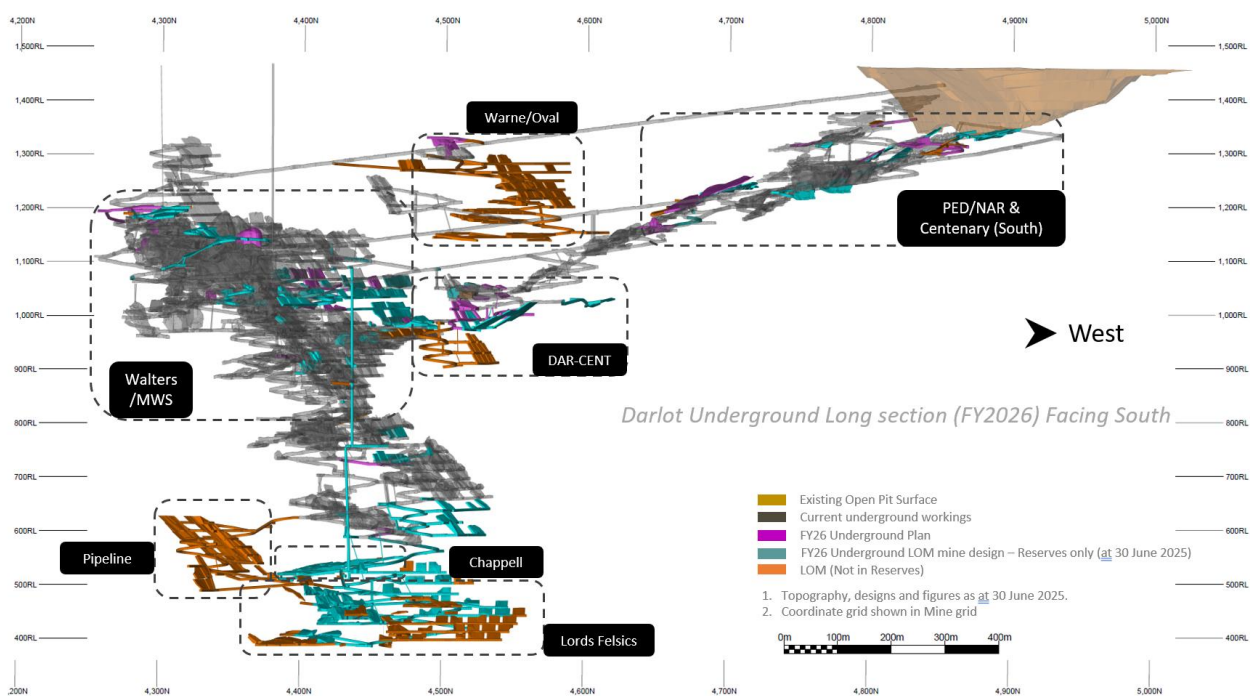 4,200N 4,300N 4,400N 4,500N 4,600N 4,700N 4,800N 4,900N 5,000N
1,500RL 1,500RL
1,400RL 1,400RL
Warne/Oval
1,300RL 1,300RL
1,200RL 1,200RL
PED/NAR &
Centenary (South)
1,100RL 1,100RL
1,000RL 1,000RL
West
DAR-CENT
Walters
/MWS
900RL 900RL
Darlot Underground Long section (FY2026) Facing South
800RL 800RL
700RL 700RL
Existing Open Pit Surface
Current underground workings
600RL 600RL
FY26 Underground Plan
FY26 Underground LOM mine design – Reserves only (at 30 June 2025)
Pipeline
Chappell
LOM (Not in Reserves)
500RL 500RL
1. Topography, designs and figures as at 30 June 2025.
2. Coordinate grid shown in Mine grid
Lords Felsics
400RL 400RL
0m 100m 200m 300m 400m
,200N 4,300N 4,400N 4,500N 4,600N 4,700N 4,800N 4,900N 5,000N